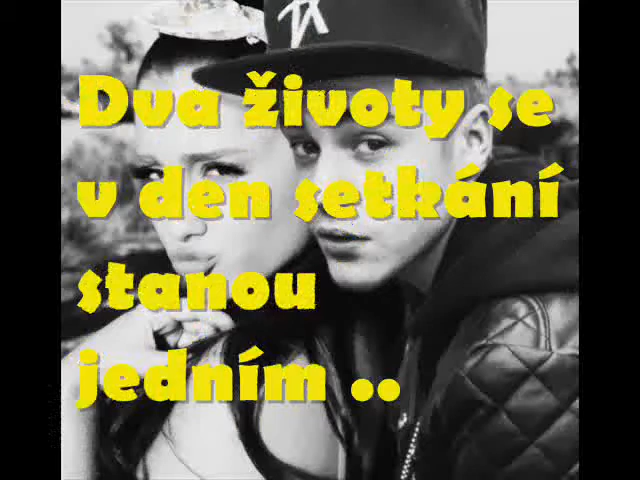 Dva životy se
v den setkání
stanou
jedním ..